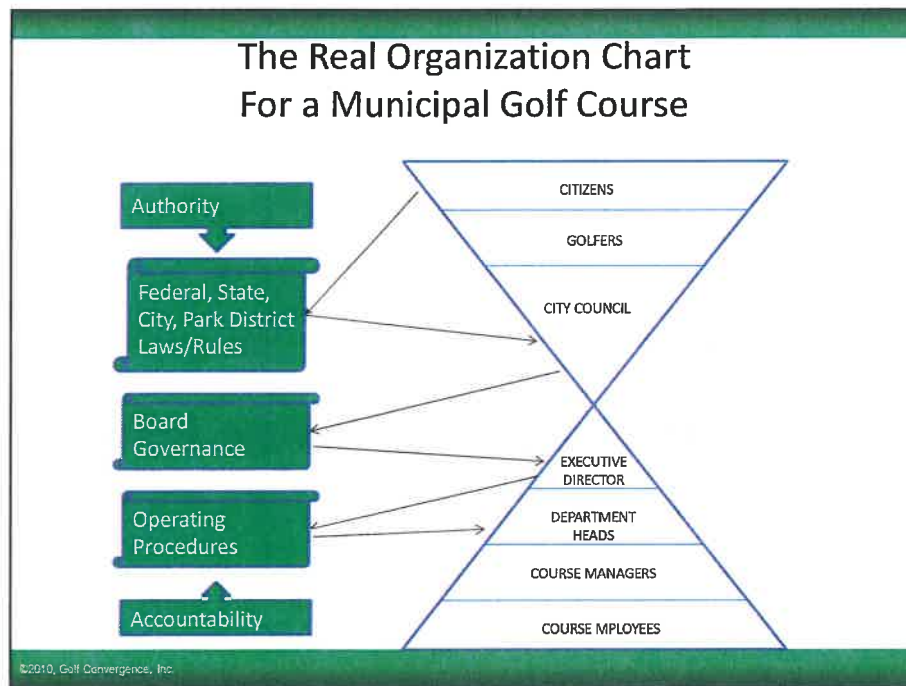 The Real Organization Chart
For a Municipal Golf Course
Authority
Federal, State,
City, Park District
Laws/Rules
Board
Governance
Operating
Procedures
Accountability
CITIZENS
GOLFERS
CITY COUNCIL
EXECUTIVE
DIRECTOR
DEPARTMENT
HEADS
COURSE MANAGERS
COURSE MPLOYEES
©2010, Golf Convergence, Inc.